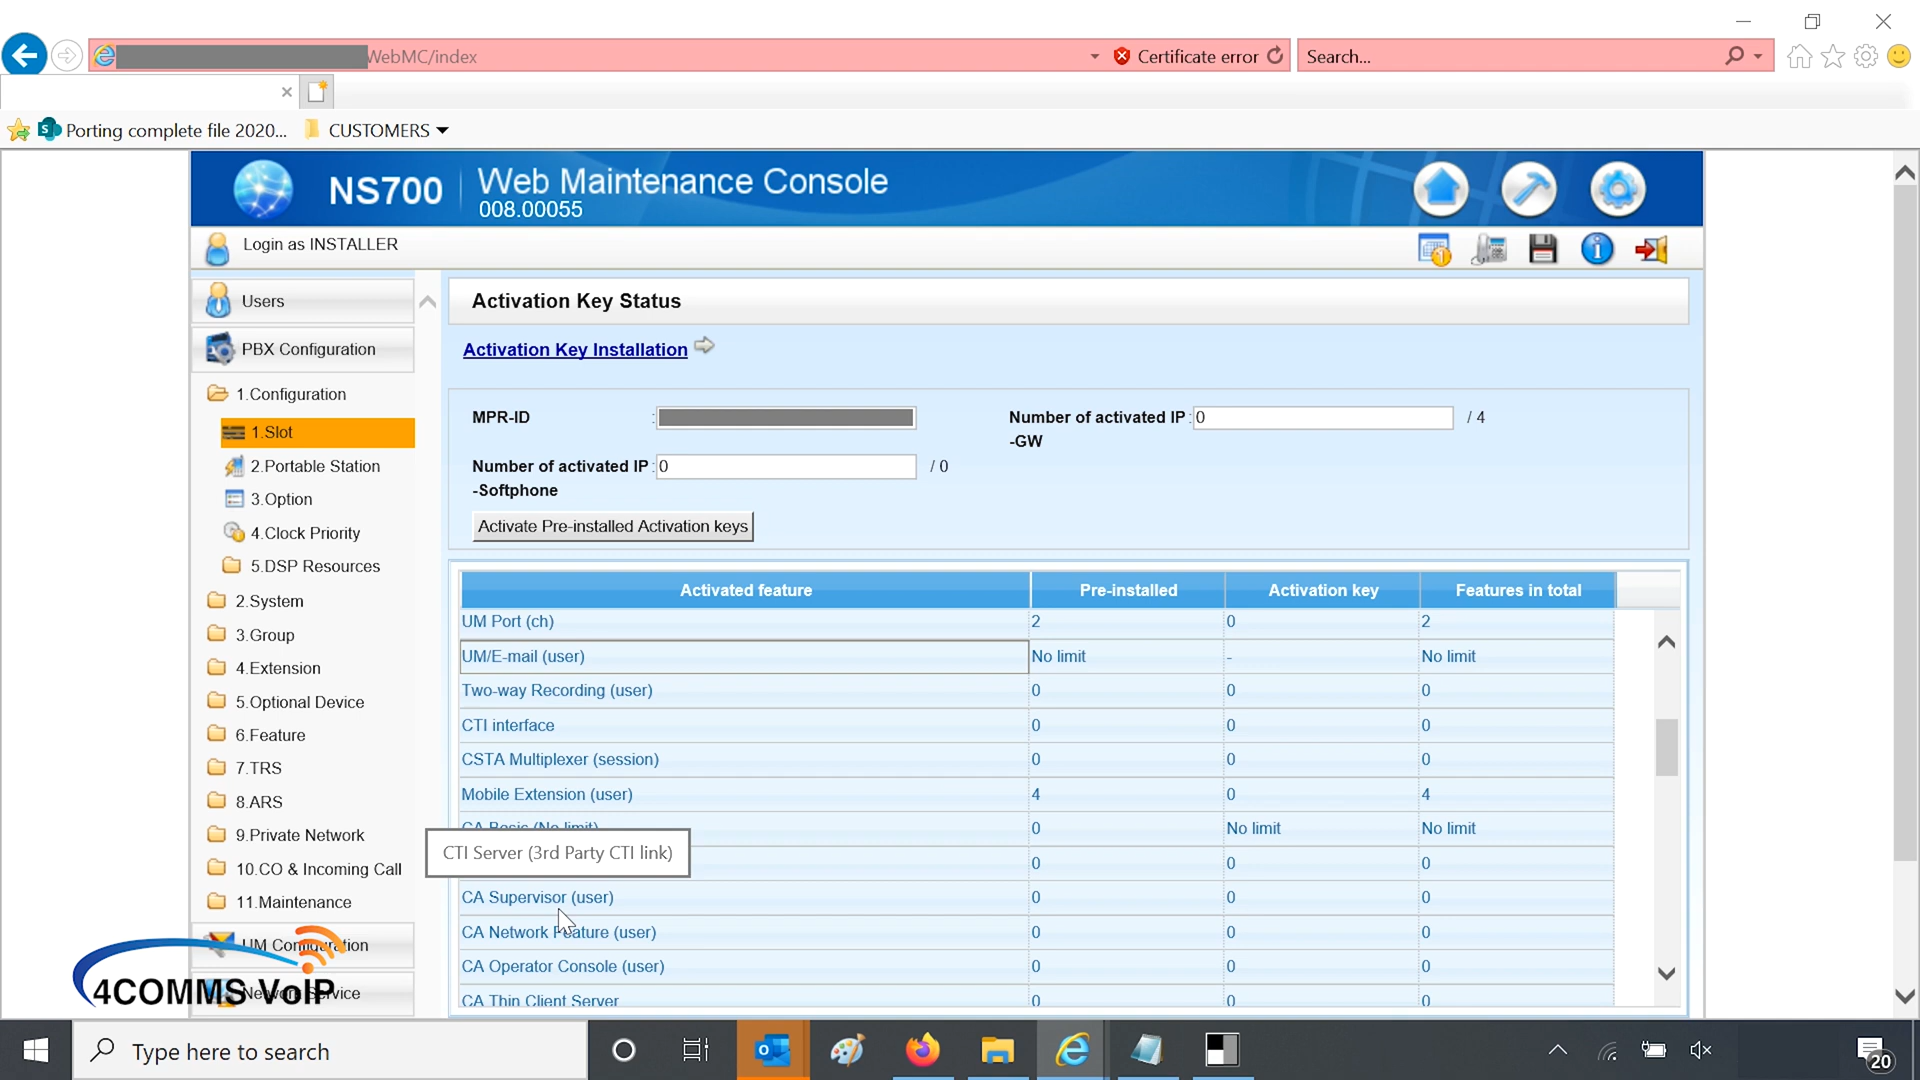 WebMC/index
Certificate error
Search...
Porting complete file 2020...
CUSTOMERS
NS700
Web Maintenance Console
008.00055
Login as INSTALLER
Users
PBX Configuration
1.Configuration
1.Slot
2.Portable Station
3.Option
4.Clock Priority
5.DSP Resources
2.System
3.Group
4.Extension
5.Optional Device
6.Feature
7.TRS
8.ARS
9.Private Network
10.CO & Incoming Call
11.Maintenance
UM Configuration
Network Service
4COMMS VoIP
Activation Key Status
Activation Key Installation
MPR-ID :
Number of activated IP :0 / 4
-GW
Number of activated IP :0 / 0
-Softphone
Activate Pre-installed Activation keys
Activated feature Pre-installed Activation key Features in total
UM Port (ch) 2 0 2
UM/E-mail (user) No limit - No limit
Two-way Recording (user) 0 0 0
CTI interface 0 0 0
CSTA Multiplexer (session) 0 0 0
Mobile Extension (user) 4 0 4
CA Basic (No limit) 0 No limit No limit
CTI Server (3rd Party CTI link)
0 0 0
CA Supervisor (user) 0 0 0
CA Network Feature (user) 0 0 0
CA Operator Console (user) 0 0 0
CA Thin Client Server 0 0 0
Type here to search
20